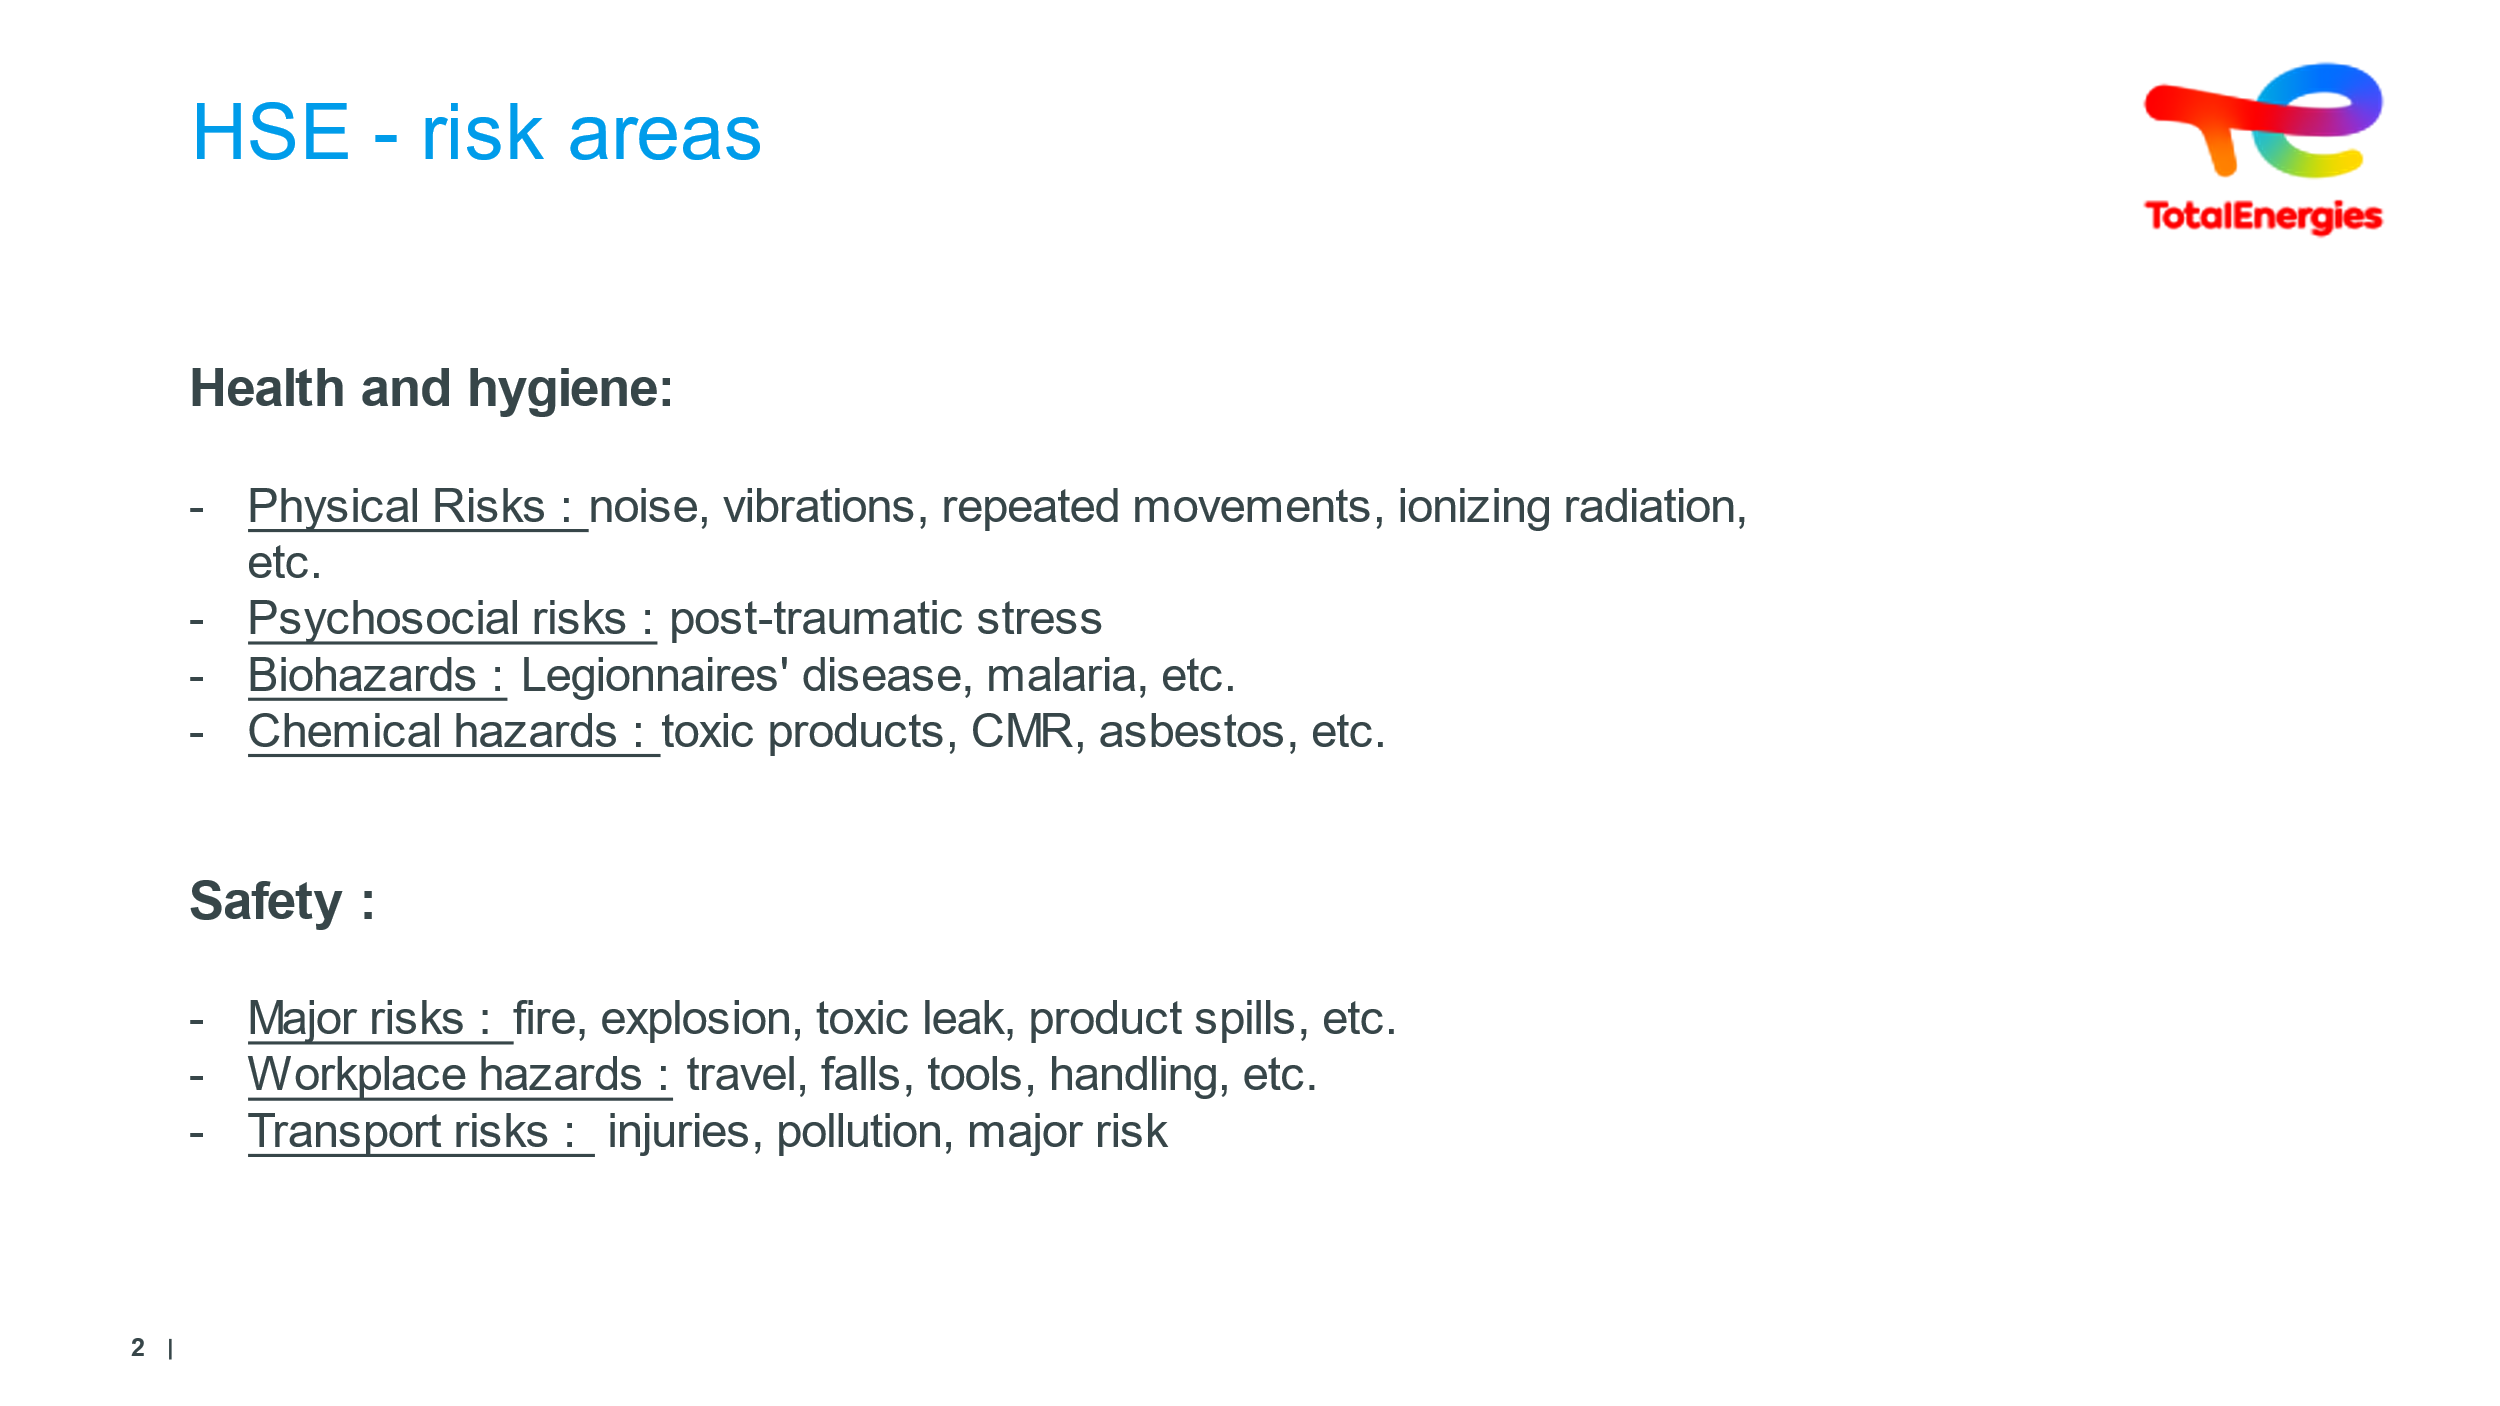 HSE - risk areas
TotalEnergies
Health and hygiene:
- Physical Risks : noise, vibrations, repeated movements, ionizing radiation,
etc.
- Psychosocial risks : post-traumatic stress
- Biohazards : Legionnaires' disease, malaria, etc.
- Chemical hazards : toxic products, CMR, asbestos, etc.
Safety :
- Major risks : fire, explosion, toxic leak, product spills, etc.
- Workplace hazards : travel, falls, tools, handling, etc.
- Transport risks : injuries, pollution, major risk
2 |